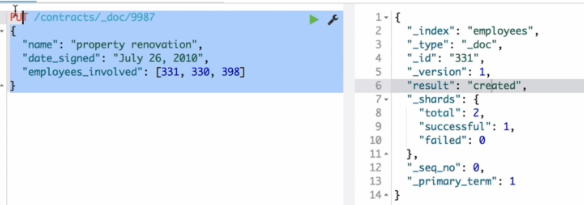 PUT /contracts/_doc/9987
{
"name": "property renovation",
"date_signed": "July 26, 2010",
"employees_involved": [331, 330, 398]
}
1 {
2 "_index": "employees",
3 "_type": "_doc",
4 "_id": "331",
5 "_version": 1,
6 "result": "created",
7 "_shards": {
8 "total": 2,
9 "successful": 1,
10 "failed": 0
11 },
12 "_seq_no": 0,
13 "_primary_term": 1
14 }